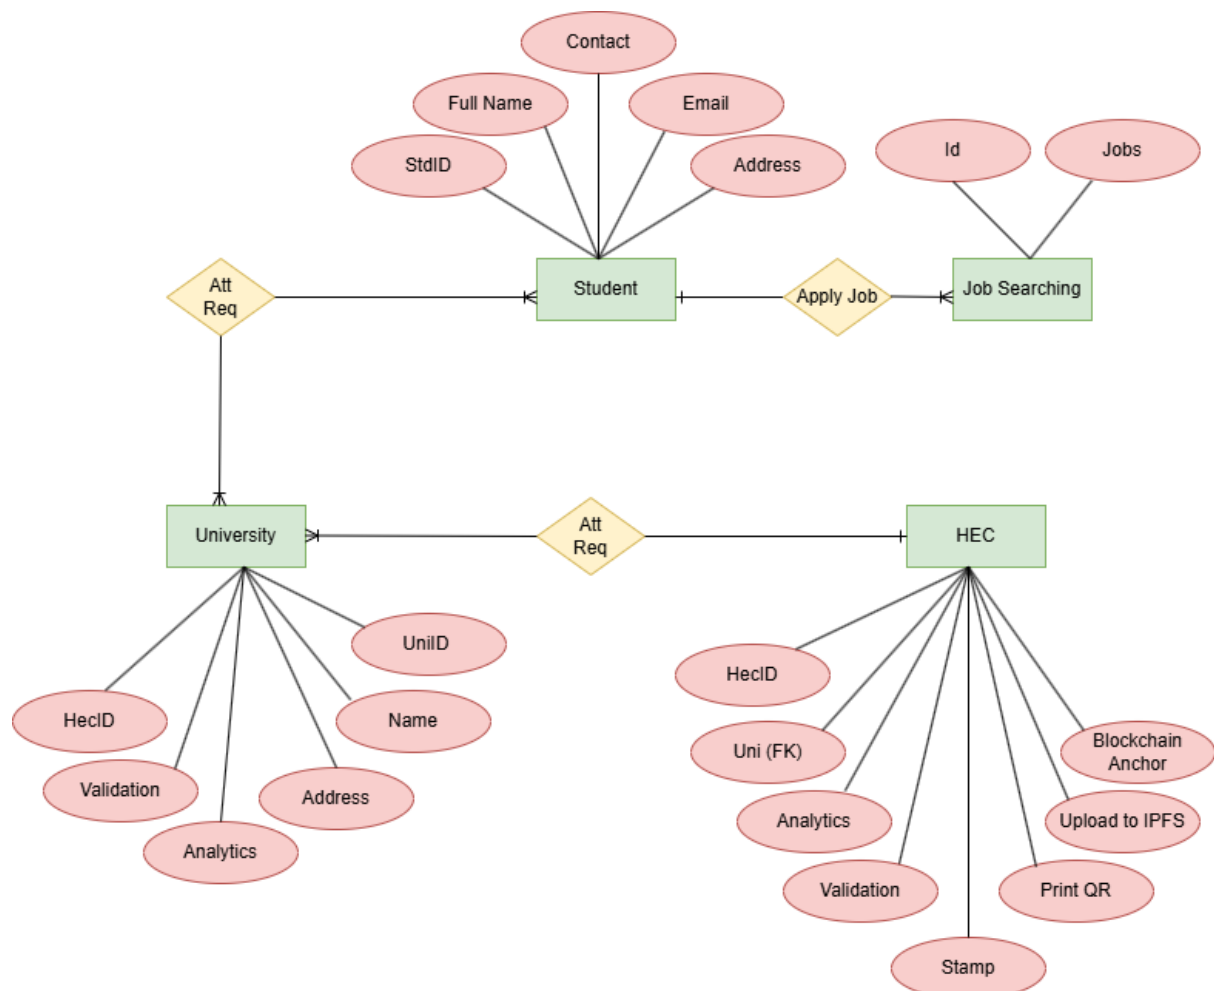 Contact
Full Name
Email
StdID
Address
Id
Jobs
Att
Req
Student
Apply Job
Job Searching
University
Att
Req
HEC
UniID
HecID
Name
Validation
Address
Analytics
HecID
Uni (FK)
Blockchain
Anchor
Analytics
Upload to IPFS
Validation
Print QR
Stamp